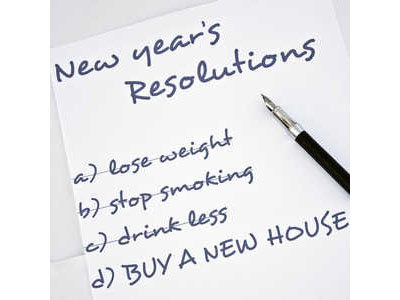 New year's
Resolutions
a) lose weight
b) stop smoking
c) drink less
d) BUY A NEW HOUSE